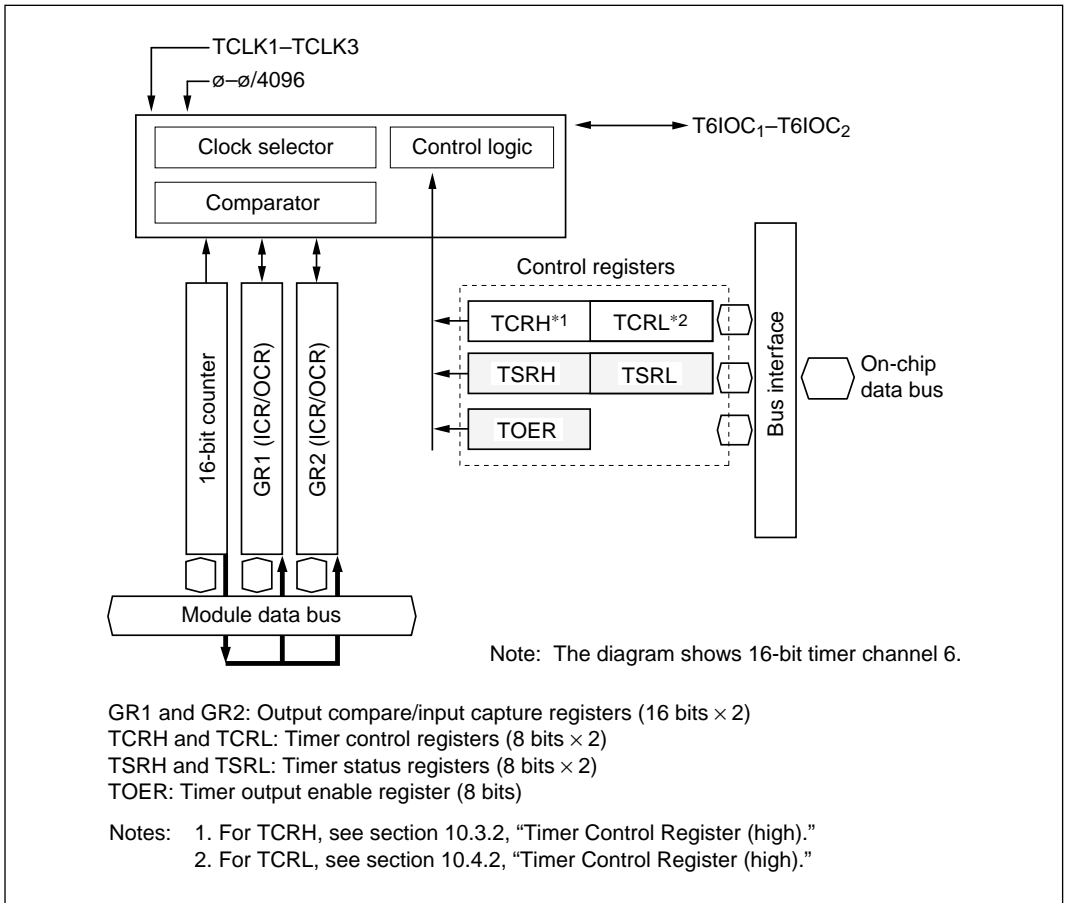 TCLK1–TCLK3
ø–ø/4096
T6IOC₁–T6IOC₂
Clock selector
Control logic
Comparator
Control registers
TCRH*1
TCRL*2
TSRH
TSRL
TOER
Bus interface
On-chip
data bus
16-bit counter
GR1 (ICR/OCR)
GR2 (ICR/OCR)
Module data bus
Note: The diagram shows 16-bit timer channel 6.
GR1 and GR2: Output compare/input capture registers (16 bits × 2)
TCRH and TCRL: Timer control registers (8 bits × 2)
TSRH and TSRL: Timer status registers (8 bits × 2)
TOER: Timer output enable register (8 bits)
Notes: 1. For TCRH, see section 10.3.2, “Timer Control Register (high).”
2. For TCRL, see section 10.4.2, “Timer Control Register (high).”